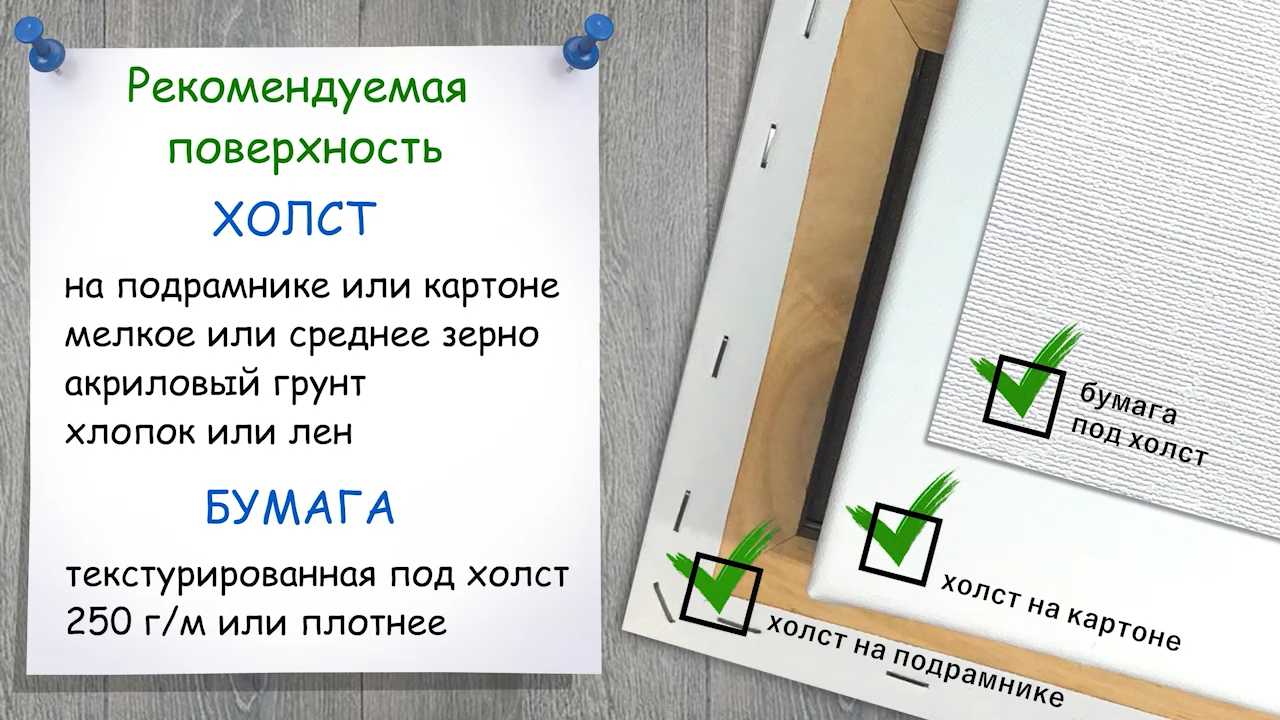 Рекомендуемая
поверхность
ХОЛСТ
на подрамнике или картоне
мелкое или среднее зерно
акриловый грунт
хлопок или лен
БУМАГА
текстурированная под холст
250 г/м или плотнее
бумага
под холст
холст на картоне
холст на подрамнике